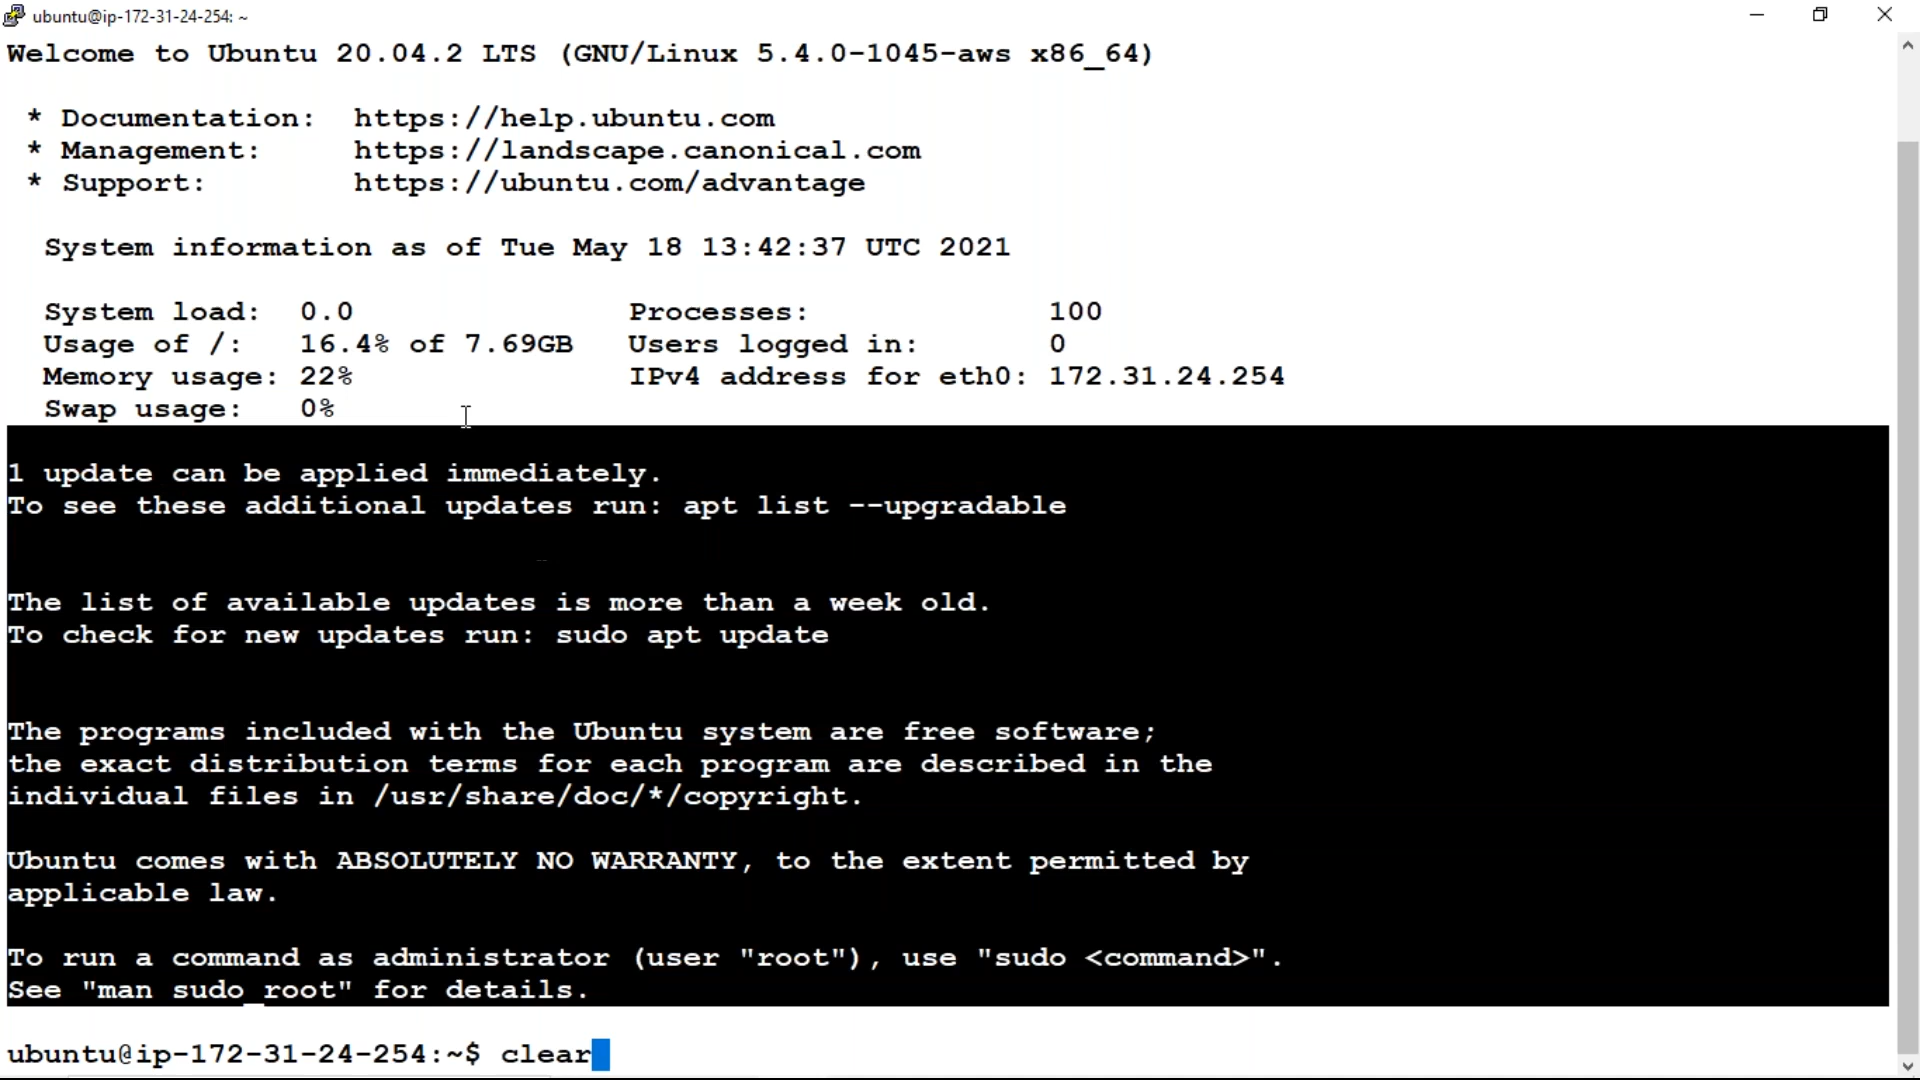 ubuntu@ip-172-31-24-254: ~
Welcome to Ubuntu 20.04.2 LTS (GNU/Linux 5.4.0-1045-aws x86_64)
* Documentation:  https://help.ubuntu.com
* Management:     https://landscape.canonical.com
* Support:        https://ubuntu.com/advantage
System information as of Tue May 18 13:42:37 UTC 2021
System load:  0.0                Processes:             100
Usage of /:   16.4% of 7.69GB   Users logged in:       0
Memory usage: 22%               IPv4 address for eth0: 172.31.24.254
Swap usage:   0%
1 update can be applied immediately.
To see these additional updates run: apt list --upgradable
The list of available updates is more than a week old.
To check for new updates run: sudo apt update
The programs included with the Ubuntu system are free software;
the exact distribution terms for each program are described in the
individual files in /usr/share/doc/*/copyright.
Ubuntu comes with ABSOLUTELY NO WARRANTY, to the extent permitted by
applicable law.
To run a command as administrator (user "root"), use "sudo <command>".
See "man sudo_root" for details.
ubuntu@ip-172-31-24-254:~$ clear